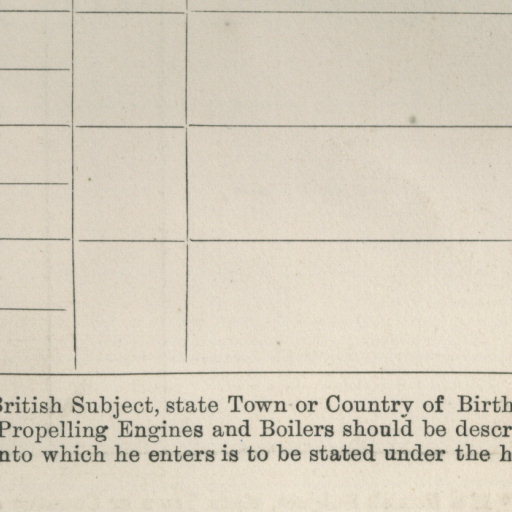 British Subject, state Town or Country of Birth
Propelling Engines and Boilers should be descr
nto which he enters is to be stated under the h